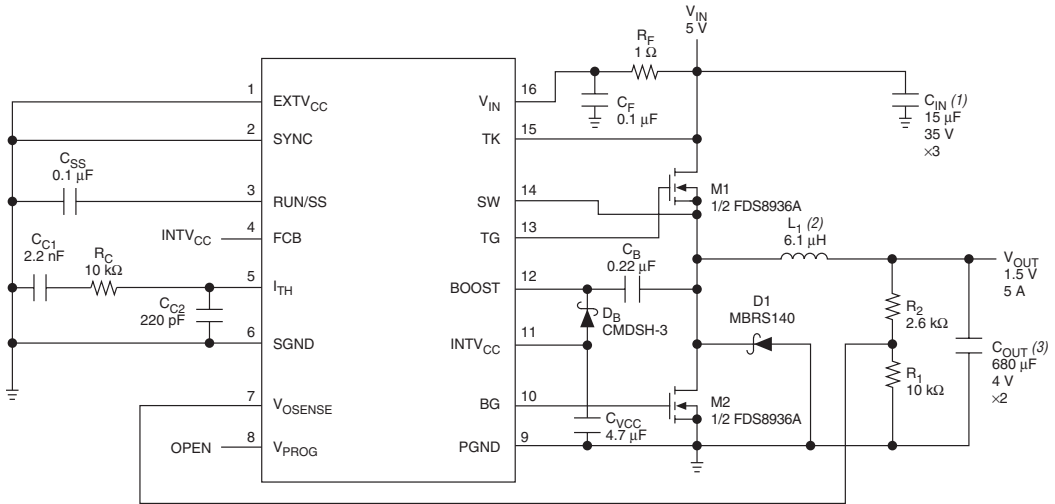 V_IN
5 V
R_F
1 Ω
C_F
0.1 µF
C_IN (1)
15 µF
35 V
×3
1
EXTV_CC
2
SYNC
C_SS
0.1 µF
3
RUN/SS
INTV_CC
4
FCB
C_C1
2.2 nF
R_C
10 kΩ
5
I_TH
C_C2
220 pF
6
SGND
7
V_OSENSE
OPEN
8
V_PROG
V_IN
16
TK
15
SW
14
TG
13
BOOST
12
INTV_CC
11
BG
10
PGND
9
M1
1/2 FDS8936A
C_B
0.22 µF
D_B
CMDSH-3
L_1 (2)
6.1 µH
D1
MBRS140
V_OUT
1.5 V
5 A
R_2
2.6 kΩ
R_1
10 kΩ
C_OUT (3)
680 µF
4 V
×2
M2
1/2 FDS8936A
C_VCC
4.7 µF